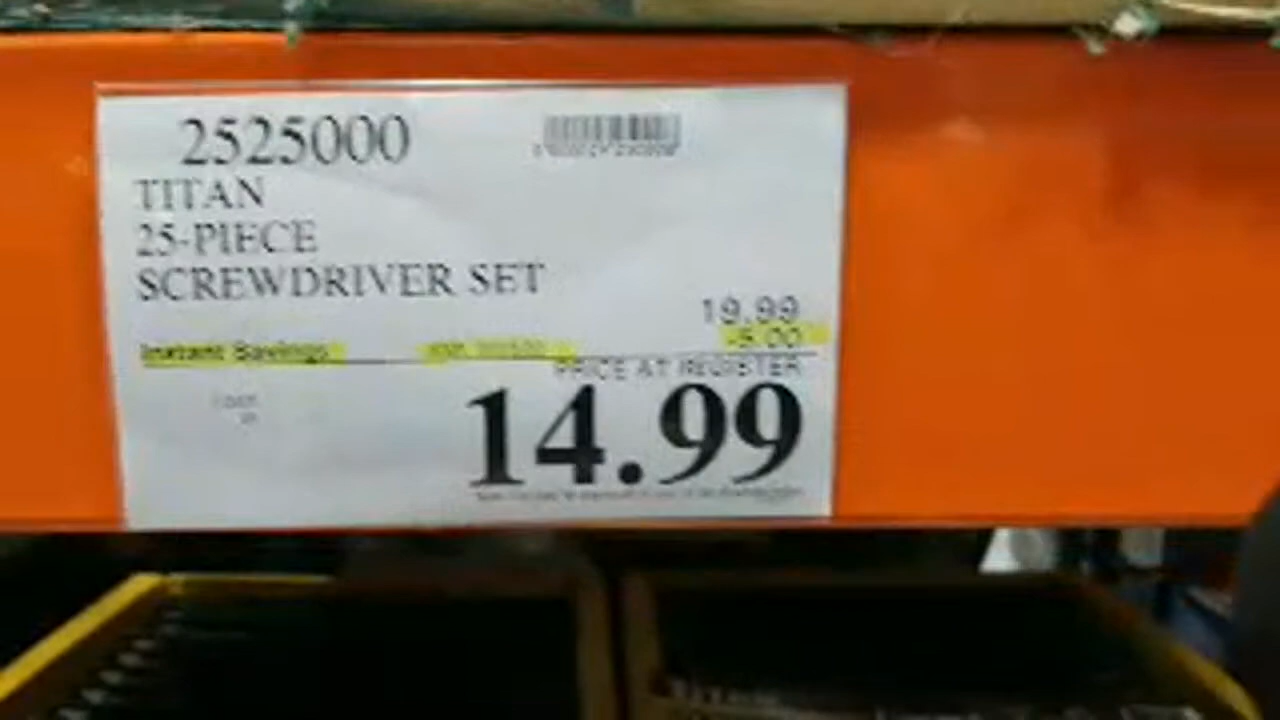 2525000
TITAN
25-PIECE
SCREWDRIVER SET
19.99
Instant Savings -5.00
PRICE AT REGISTER
14.99